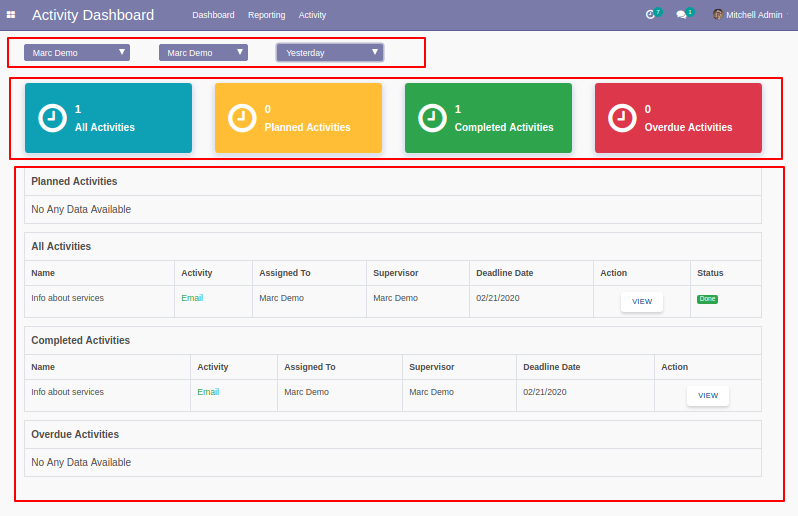 Activity Dashboard Dashboard Reporting Activity 7 1 Mitchell Admin
Marc Demo Marc Demo Yesterday
1 0 1 0
All Activities Planned Activities Completed Activities Overdue Activities
Planned Activities
No Any Data Available
All Activities
Name Activity Assigned To Supervisor Deadline Date Action Status
Info about services Email Marc Demo Marc Demo 02/21/2020 VIEW Done
Completed Activities
Name Activity Assigned To Supervisor Deadline Date Action
Info about services Email Marc Demo Marc Demo 02/21/2020 VIEW
Overdue Activities
No Any Data Available